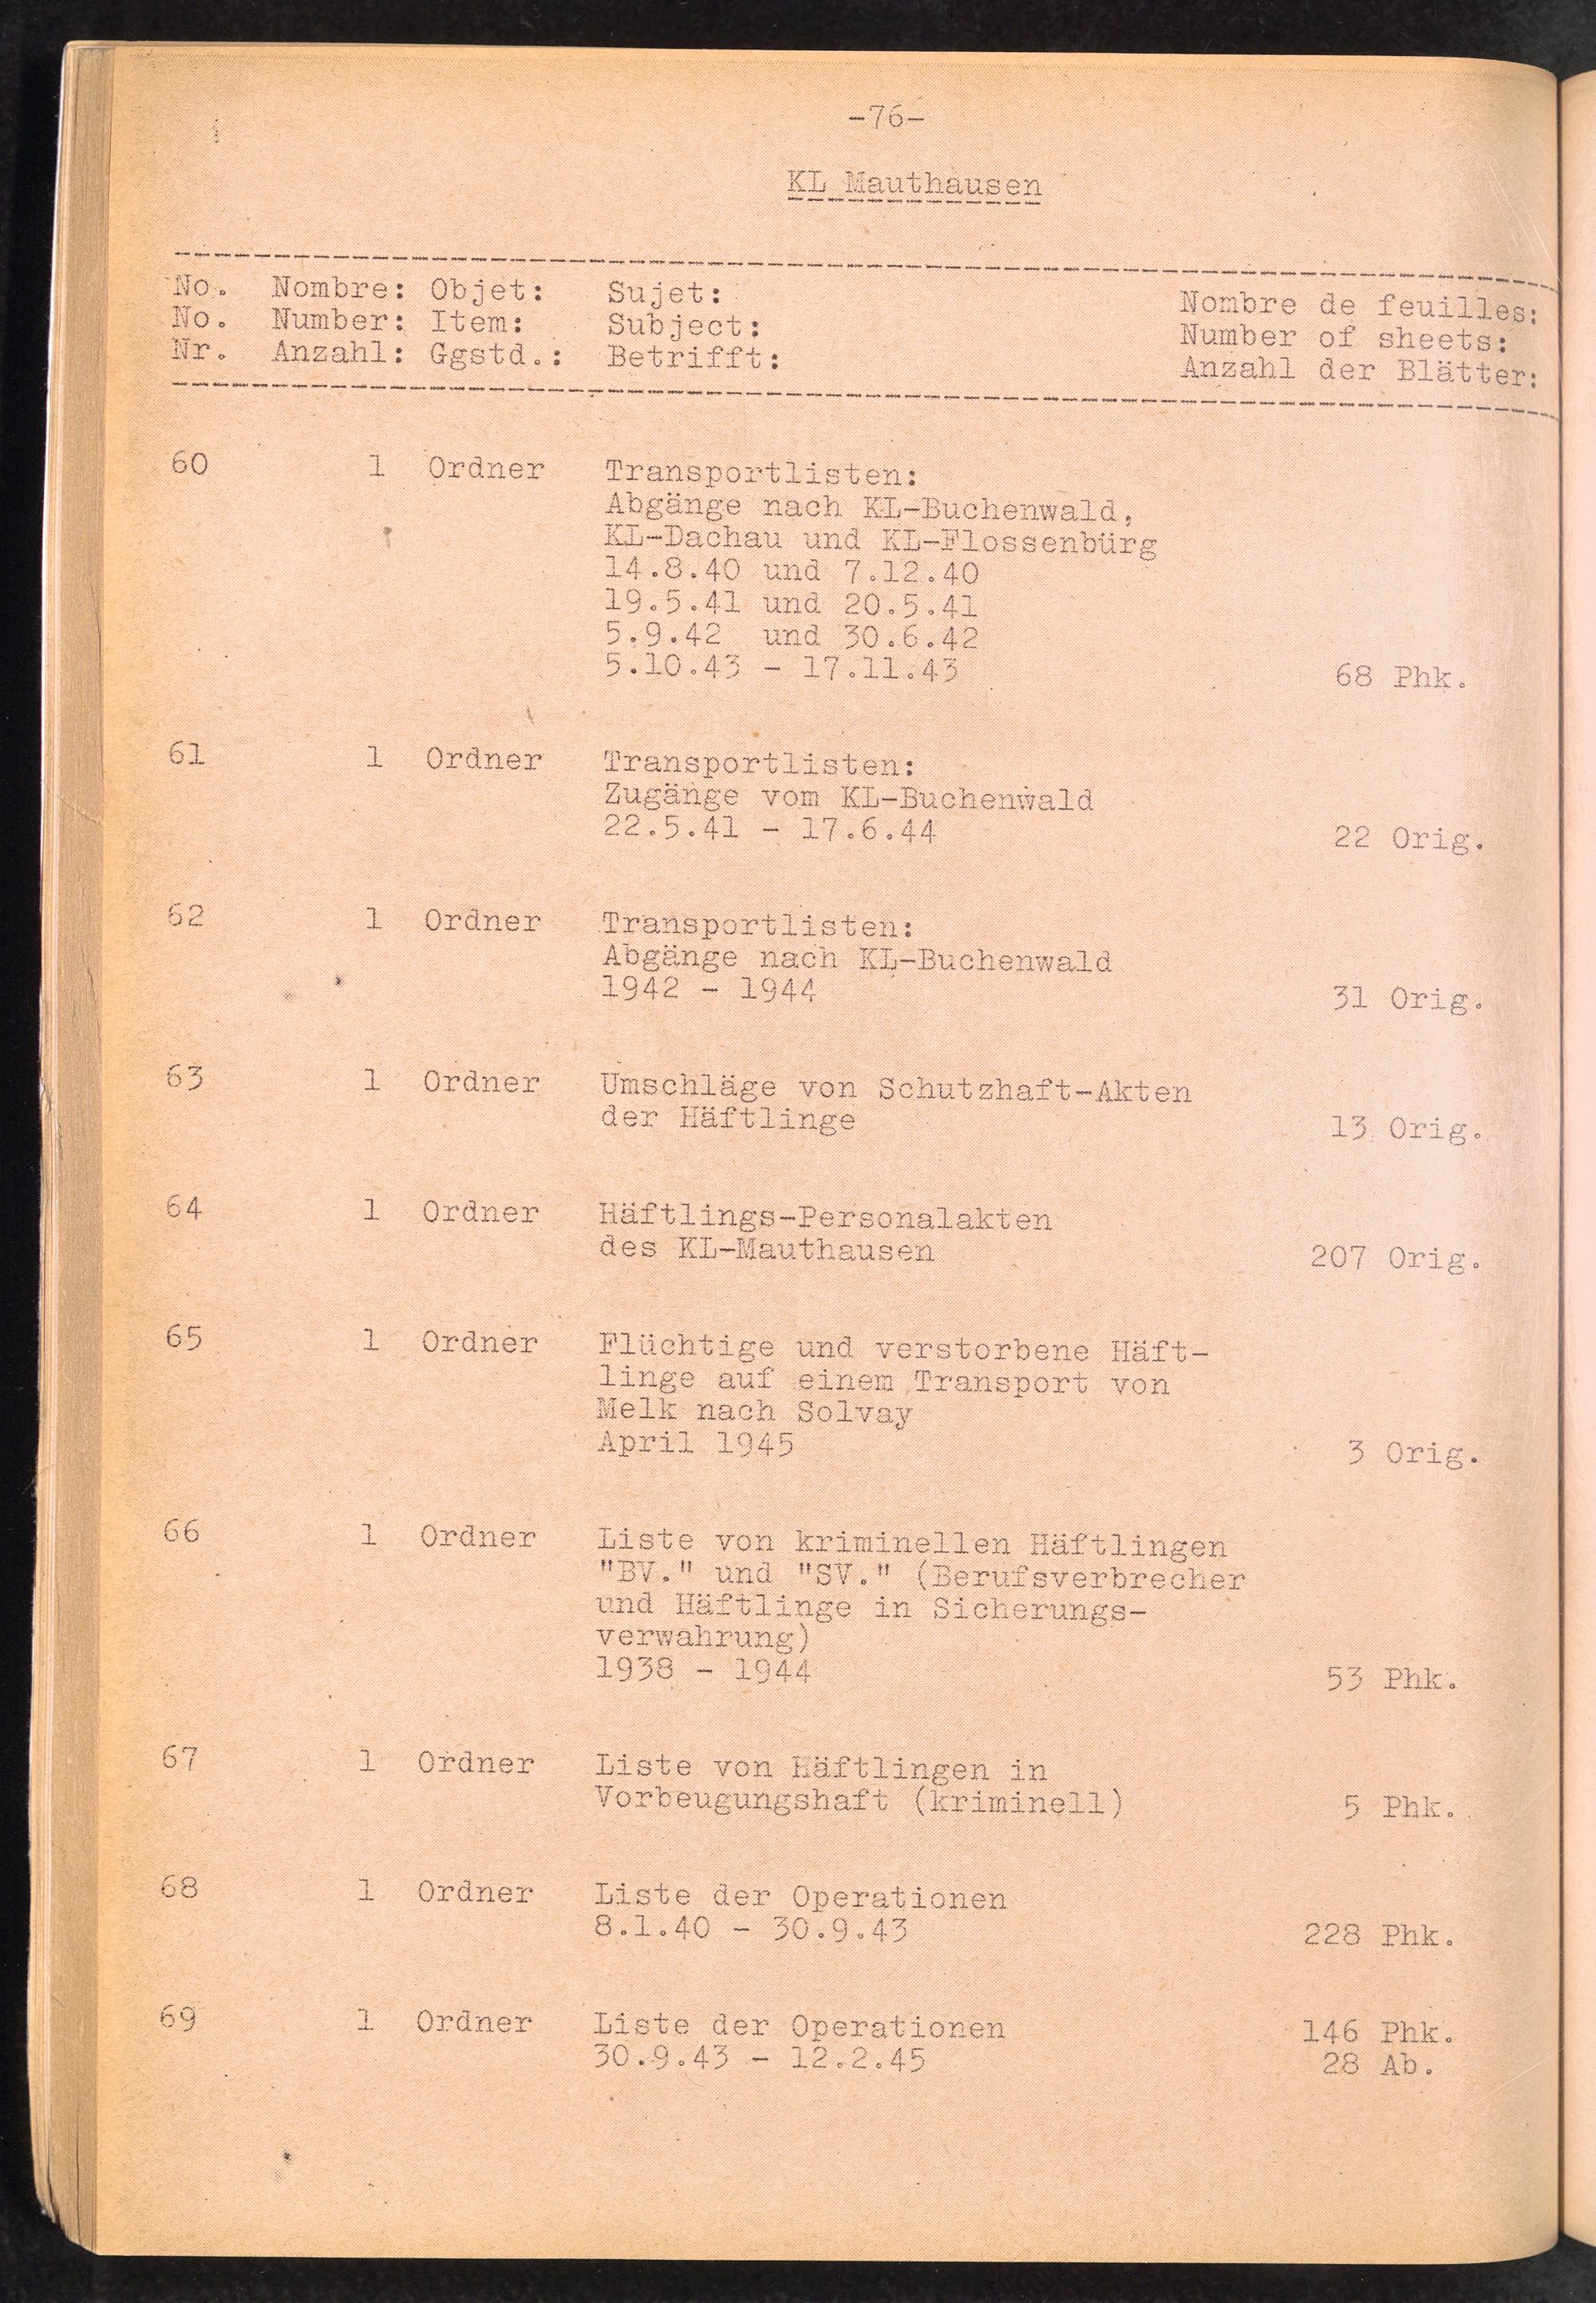 -76-
KL Mauthausen
No. Nombre: Objet: Sujet: Nombre de feuilles:
No. Number: Item: Subject: Number of sheets:
Nr. Anzahl: Ggstd.: Betrifft: Anzahl der Blätter:
60 1 Ordner Transportlisten:
Abgänge nach KL-Buchenwald,
KL-Dachau und KL-Flossenbürg
14.8.40 und 7.12.40
19.5.41 und 20.5.41
5.9.42 und 30.6.42
5.10.43 - 17.11.43 68 Phk.
61 1 Ordner Transportlisten:
Zugänge vom KL-Buchenwald
22.5.41 - 17.6.44 22 Orig.
62 1 Ordner Transportlisten:
Abgänge nach KL-Buchenwald
1942 - 1944 31 Orig.
63 1 Ordner Umschläge von Schutzhaft-Akten
der Häftlinge 13 Orig.
64 1 Ordner Häftlings-Personalakten
des KL-Mauthausen 207 Orig.
65 1 Ordner Flüchtige und verstorbene Häft-
linge auf einem Transport von
Melk nach Solvay
April 1945 3 Orig.
66 1 Ordner Liste von kriminellen Häftlingen
"BV." und "SV." (Berufsverbrecher
und Häftlinge in Sicherungs-
verwahrung)
1938 - 1944 53 Phk.
67 1 Ordner Liste von Häftlingen in
Vorbeugungshaft (kriminell) 5 Phk.
68 1 Ordner Liste der Operationen
8.1.40 - 30.9.43 228 Phk.
69 1 Ordner Liste der Operationen 146 Phk.
30.9.43 - 12.2.45 28 Ab.